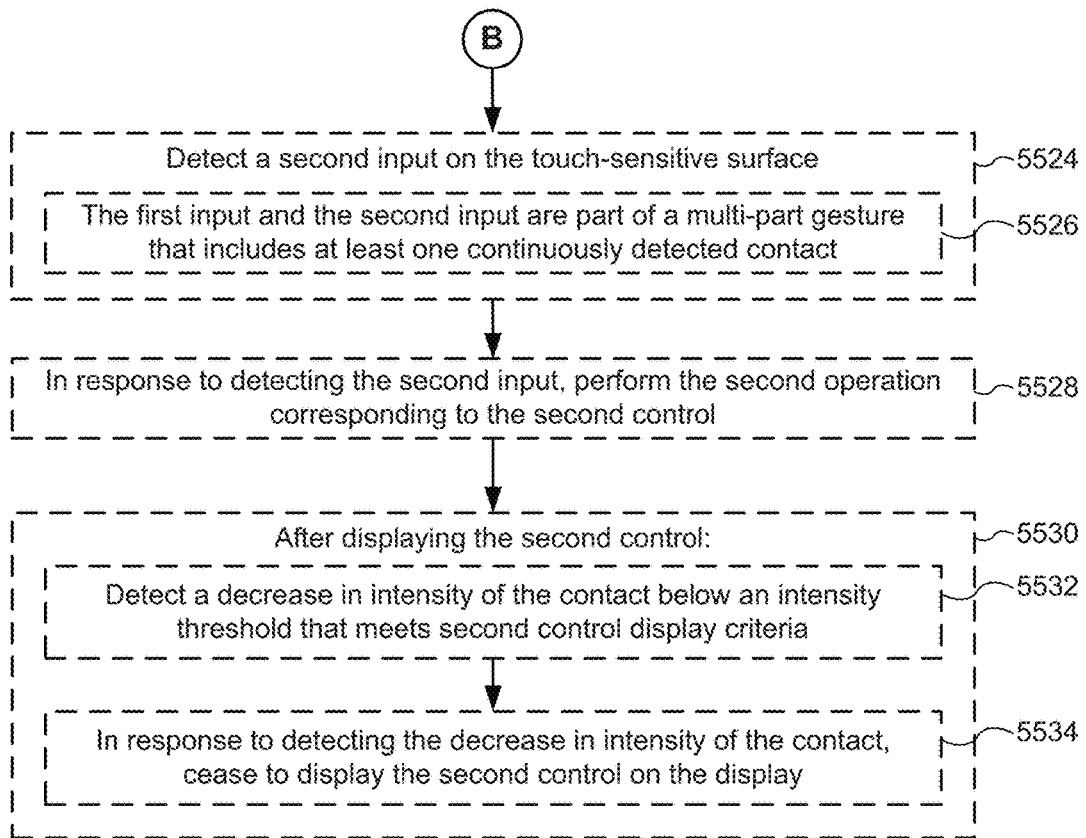 B
Detect a second input on the touch-sensitive surface
5524
The first input and the second input are part of a multi-part gesture
that includes at least one continuously detected contact
5526
In response to detecting the second input, perform the second operation
corresponding to the second control
5528
After displaying the second control:
5530
Detect a decrease in intensity of the contact below an intensity
threshold that meets second control display criteria
5532
In response to detecting the decrease in intensity of the contact,
cease to display the second control on the display
5534